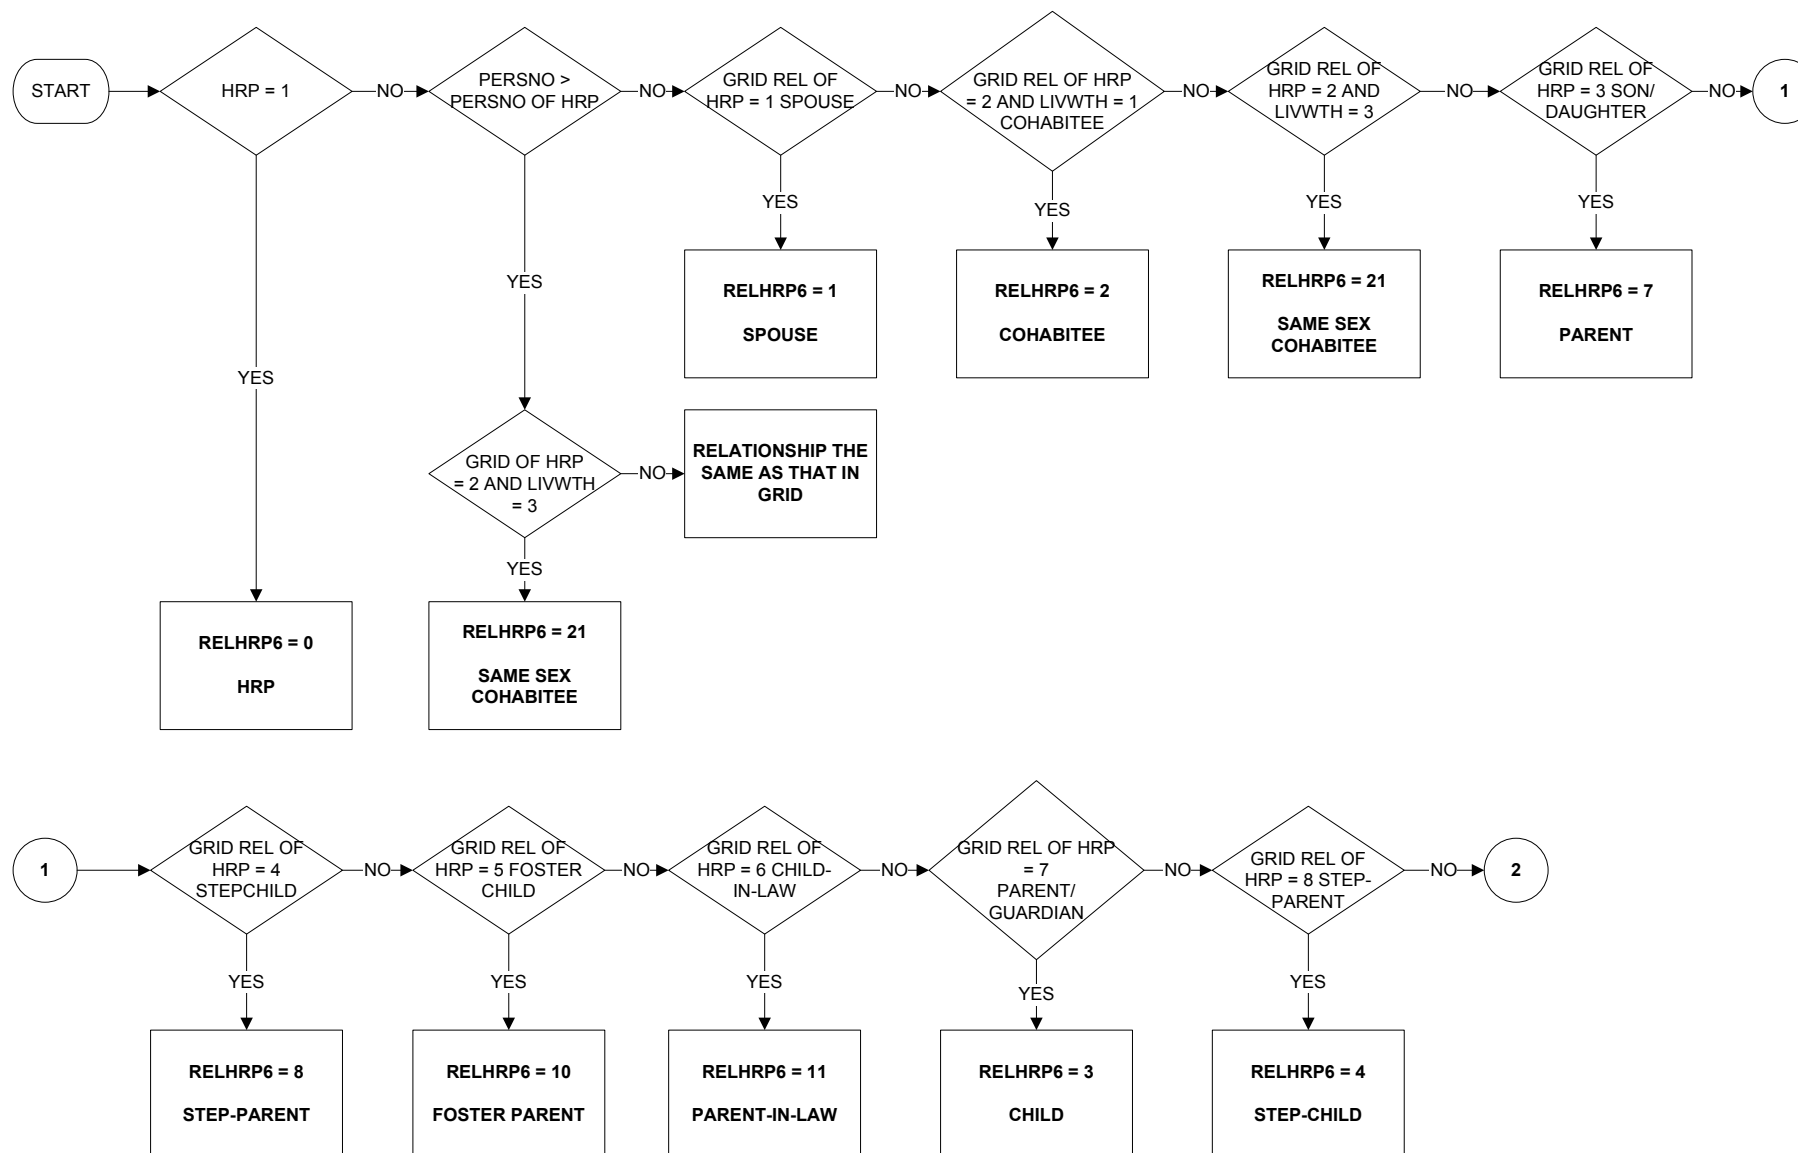 START
HRP = 1
NO
PERSNO >
PERSNO OF HRP
NO
GRID REL OF
HRP = 1 SPOUSE
NO
GRID REL OF HRP
= 2 AND LIVWTH = 1
COHABITEE
NO
GRID REL OF
HRP = 2 AND
LIVWTH = 3
NO
GRID REL OF
HRP = 3 SON/
DAUGHTER
NO
1
YES
YES
YES
YES
YES
YES
RELHRP6 = 1
SPOUSE
RELHRP6 = 2
COHABITEE
RELHRP6 = 21
SAME SEX
COHABITEE
RELHRP6 = 7
PARENT
GRID OF HRP
= 2 AND LIVWTH
= 3
NO
RELATIONSHIP THE
SAME AS THAT IN
GRID
YES
RELHRP6 = 0
HRP
RELHRP6 = 21
SAME SEX
COHABITEE
1
GRID REL OF
HRP = 4
STEPCHILD
NO
GRID REL OF
HRP = 5 FOSTER
CHILD
NO
GRID REL OF
HRP = 6 CHILD-
IN-LAW
NO
GRID REL OF HRP
= 7
PARENT/
GUARDIAN
NO
GRID REL OF
HRP = 8 STEP-
PARENT
NO
2
YES
YES
YES
YES
YES
RELHRP6 = 8
STEP-PARENT
RELHRP6 = 10
FOSTER PARENT
RELHRP6 = 11
PARENT-IN-LAW
RELHRP6 = 3
CHILD
RELHRP6 = 4
STEP-CHILD